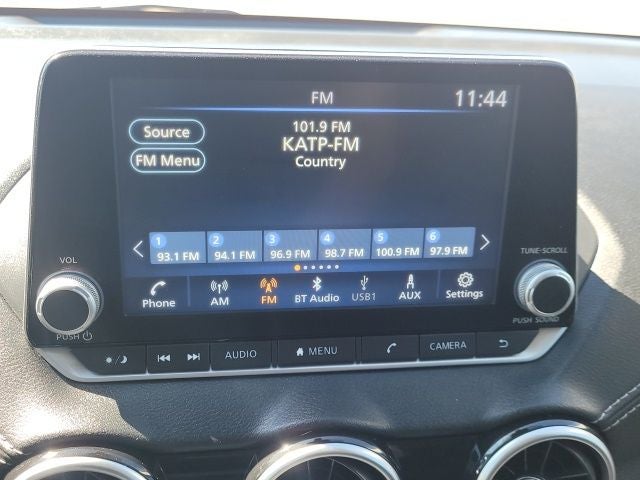 FM 11:44
Source
FM Menu
101.9 FM
KATP-FM
Country
1 2 3 4 5 6
93.1 FM 94.1 FM 96.9 FM 98.7 FM 100.9 FM 97.9 FM
Phone AM FM BT Audio USB1 AUX Settings
VOL
PUSH
TUNE·SCROLL
PUSH SOUND
AUDIO MENU CAMERA